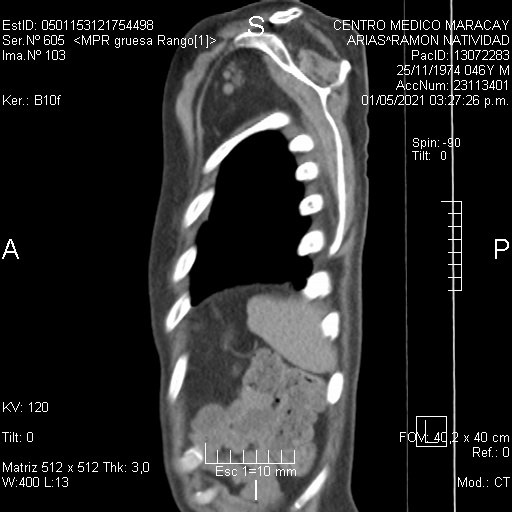 EstID: 0501153121754498
Ser.Nº 605 <MPR gruesa Rango[1]>
Ima.Nº 103
Ker.: B10f
S
CENTRO MEDICO MARACAY
ARIAS^RAMON NATIVIDAD
PacID: 13072283
25/11/1974 046Y M
AccNum: 23113401
01/05/2021 03:27:26 p.m.
Spin: -90
Tilt: 0
A
P
KV: 120
Tilt: 0
Matriz 512 x 512 Thk: 3,0
W:400 L:13
Esc 1=10 mm
I
FOM: 40,2 x 40 cm
Ref.: 0
Mod.: CT